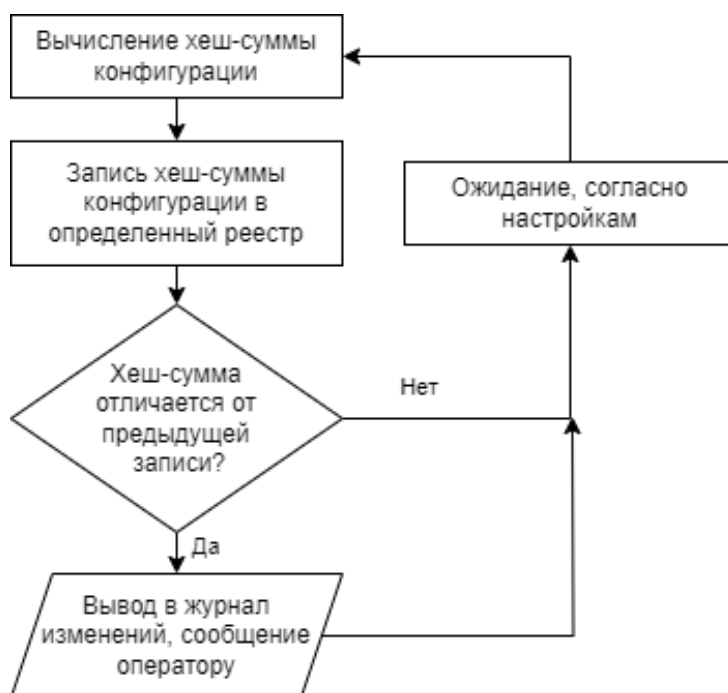 Вычисление хеш-суммы
конфигурации
Запись хеш-суммы
конфигурации в
определенный реестр
Ожидание, согласно
настройкам
Хеш-сумма
отличается от
предыдущей
записи?
Нет
Да
Вывод в журнал
изменений, сообщение
оператору